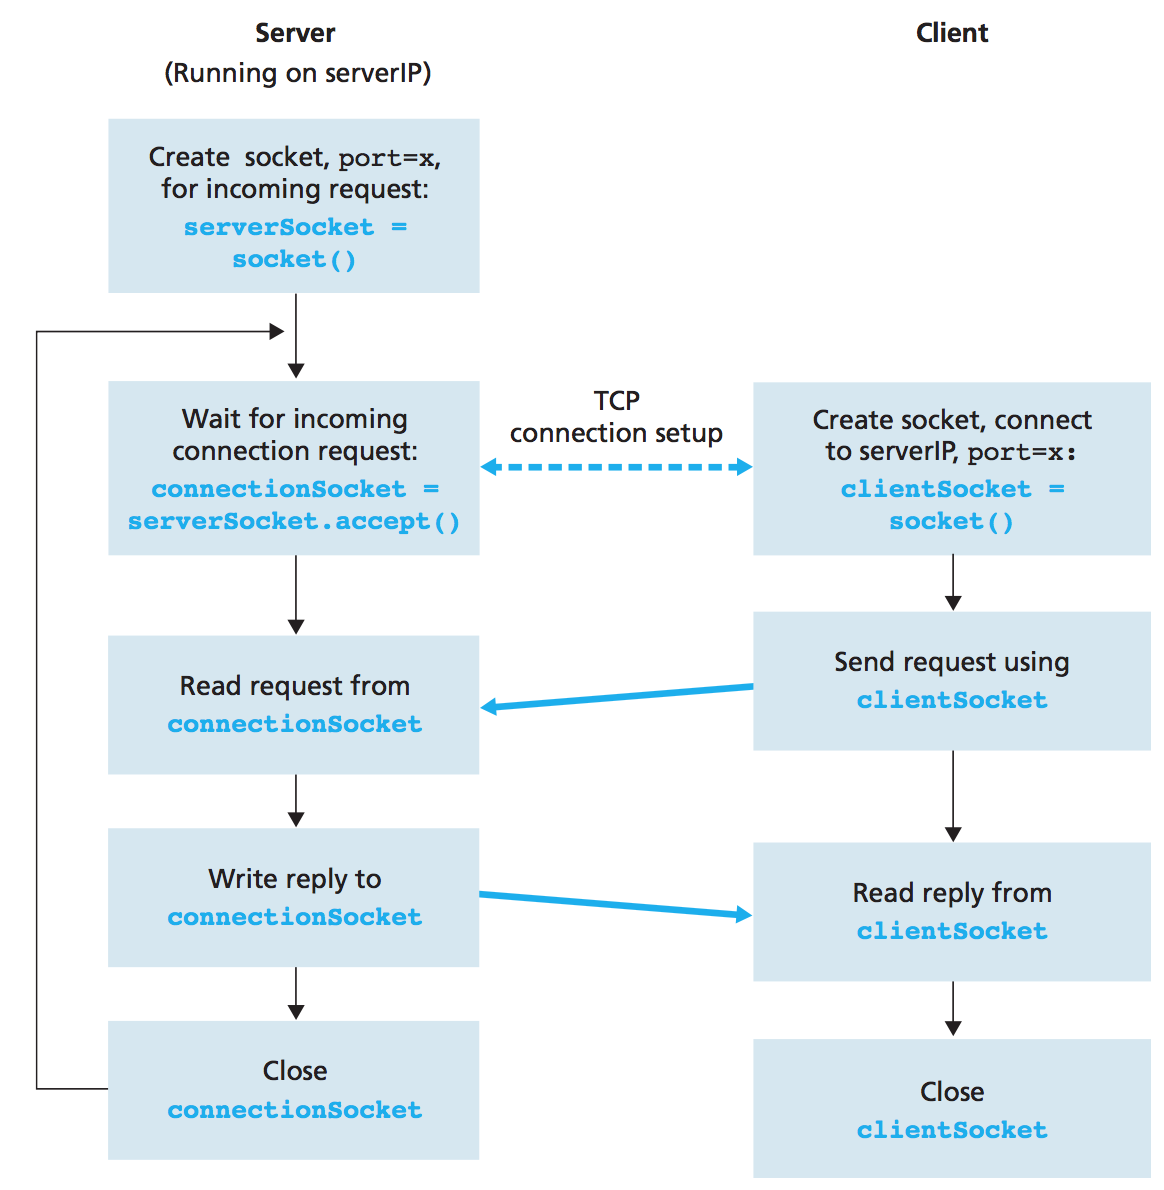 Server
(Running on serverIP)
Create socket, port=x,
for incoming request:
serverSocket =
socket()
Wait for incoming
connection request:
connectionSocket =
serverSocket.accept()
Read request from
connectionSocket
Write reply to
connectionSocket
Close
connectionSocket
TCP
connection setup
Client
Create socket, connect
to serverIP, port=x:
clientSocket =
socket()
Send request using
clientSocket
Read reply from
clientSocket
Close
clientSocket